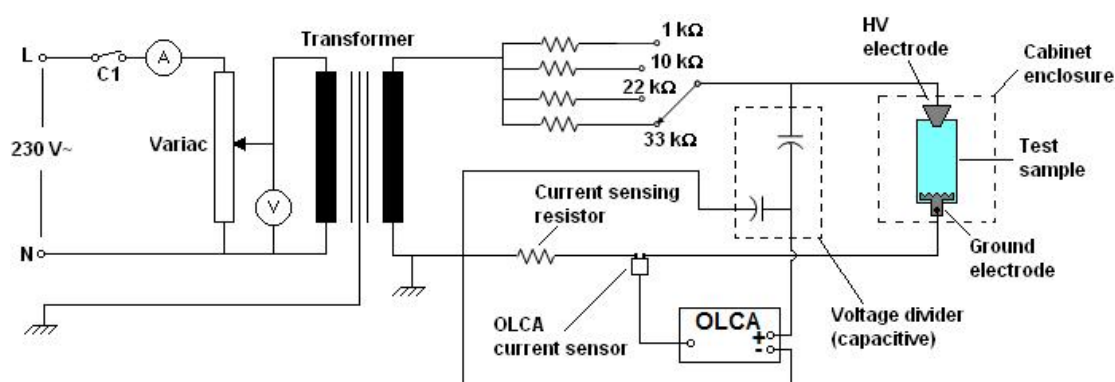 L
C1
A
230 V~
Variac
V
N
Transformer
1 kΩ
10 kΩ
22 kΩ
33 kΩ
HV
electrode
Cabinet
enclosure
Test
sample
Ground
electrode
Current sensing
resistor
OLCA
current sensor
OLCA
+
-
Voltage divider
(capacitive)